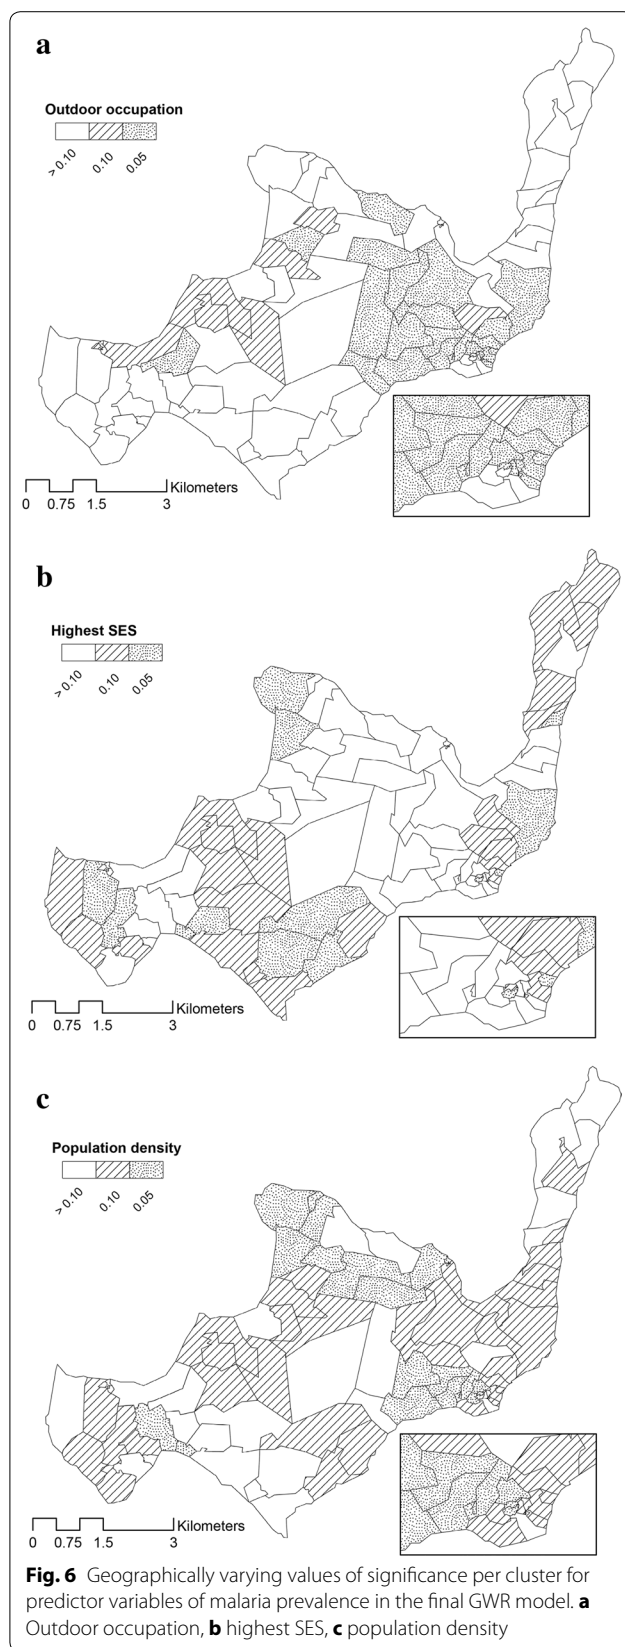 a
Outdoor occupation
> 0.10 0.10 0.05
Kilometers
0 0.75 1.5 3
b
Highest SES
> 0.10 0.10 0.05
Kilometers
0 0.75 1.5 3
c
Population density
> 0.10 0.10 0.05
Kilometers
0 0.75 1.5 3
Fig. 6 Geographically varying values of significance per cluster for
predictor variables of malaria prevalence in the final GWR model. a
Outdoor occupation, b highest SES, c population density